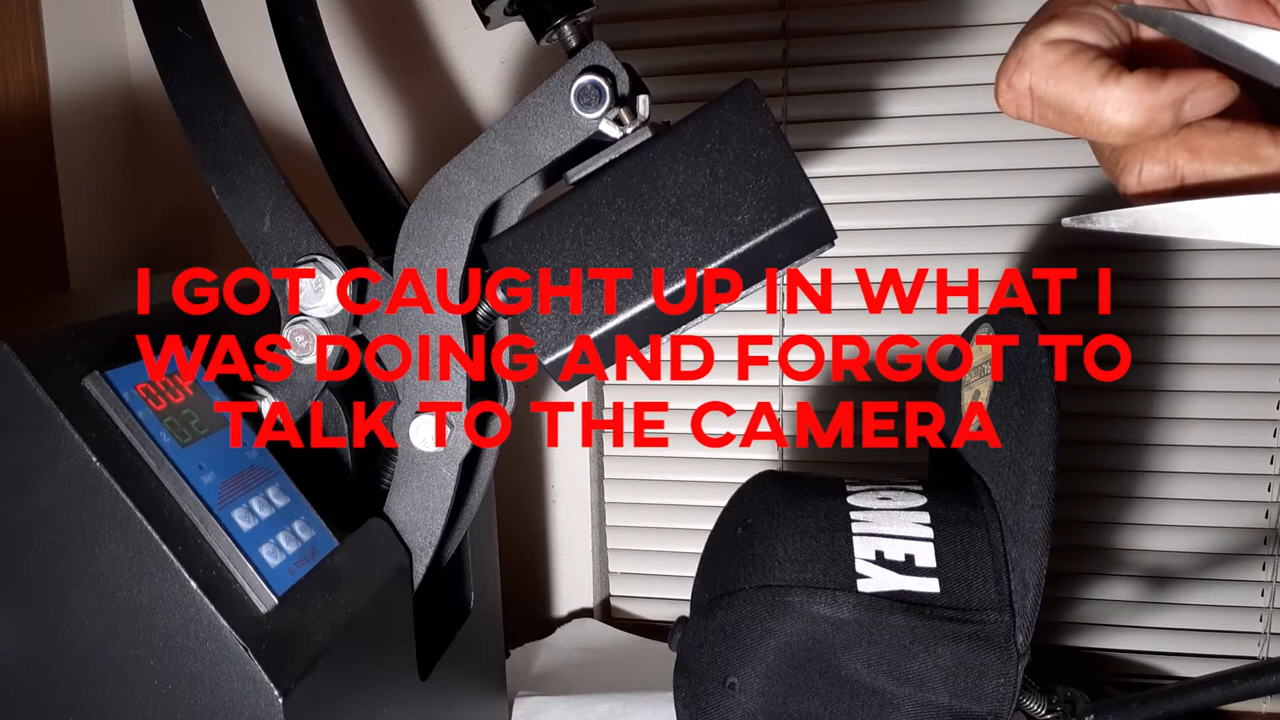 I GOT CAUGHT UP IN WHAT I
WAS DOING AND FORGOT TO
TALK TO THE CAMERA